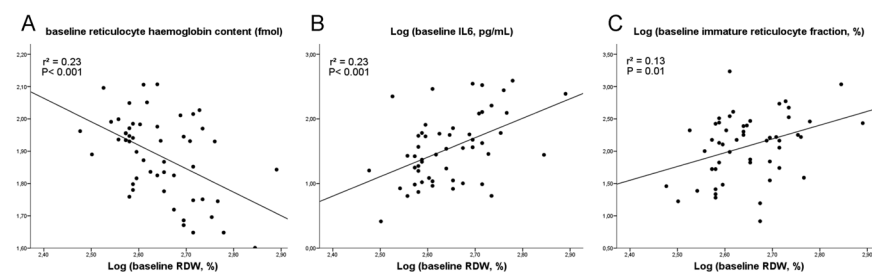 A
baseline reticulocyte haemoglobin content (fmol)
r² = 0.23
P< 0.001
2,20
2,10
2,00
1,90
1,80
1,70
1,60
2,40
2,50
2,60
2,70
2,80
2,90
Log (baseline RDW, %)
B
Log (baseline IL6, pg/mL)
r² = 0.23
P< 0.001
3,00
2,00
1,00
0,00
2,40
2,50
2,60
2,70
2,80
2,90
Log (baseline RDW, %)
C
Log (baseline immature reticulocyte fraction, %)
r² = 0.13
P = 0.01
3,50
3,00
2,50
2,00
1,50
1,00
0,50
2,40
2,50
2,60
2,70
2,80
2,90
Log (baseline RDW, %)